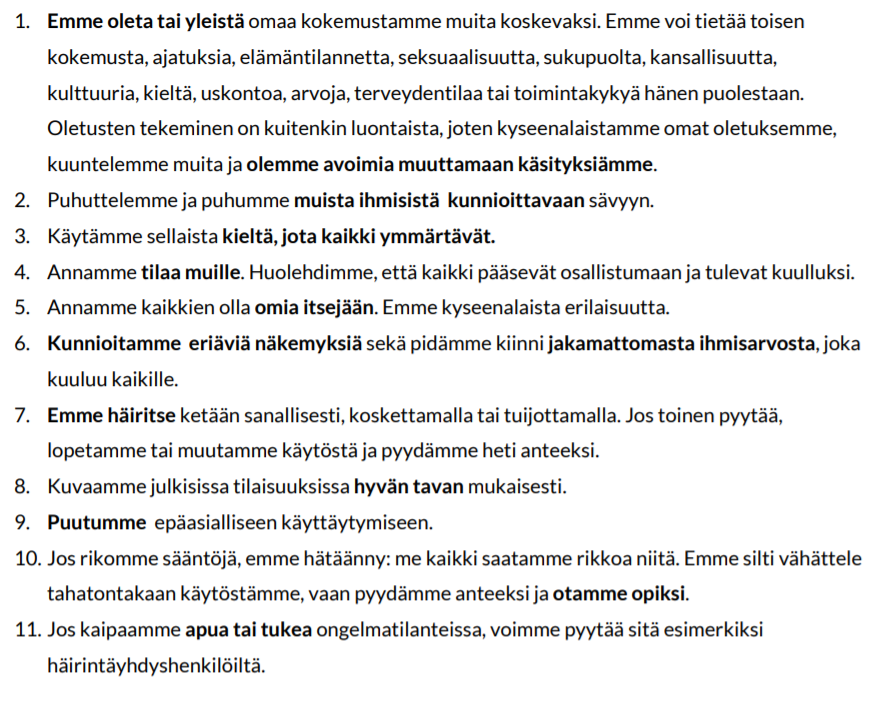 1. Emme oleta tai yleistä omaa kokemustamme muita koskevaksi. Emme voi tietää toisen
kokemusta, ajatuksia, elämäntilannetta, seksuaalisuutta, sukupuolta, kansallisuutta,
kulttuuria, kieltä, uskontoa, arvoja, terveydentilaa tai toimintakykyä hänen puolestaan.
Oletusten tekeminen on kuitenkin luontaista, joten kyseenalaistamme omat oletuksemme,
kuuntelemme muita ja olemme avoimia muuttamaan käsityksiämme.
2. Puhuttelemme ja puhumme muista ihmisistä kunnioittavaan sävyyn.
3. Käytämme sellaista kieltä, jota kaikki ymmärtävät.
4. Annamme tilaa muille. Huolehdimme, että kaikki pääsevät osallistumaan ja tulevat kuulluksi.
5. Annamme kaikkien olla omia itsejään. Emme kyseenalaista erilaisuutta.
6. Kunnioitamme eriäviä näkemyksiä sekä pidämme kiinni jakamattomasta ihmisarvosta, joka
kuuluu kaikille.
7. Emme häiritse ketään sanallisesti, koskettamalla tai tuijottamalla. Jos toinen pyytää,
lopetamme tai muutamme käytöstä ja pyydämme heti anteeksi.
8. Kuvaamme julkisissa tilaisuuksissa hyvän tavan mukaisesti.
9. Puutumme epäasialliseen käyttäytymiseen.
10. Jos rikomme sääntöjä, emme hätäänny: me kaikki saatamme rikkoa niitä. Emme silti vähättele
tahatontakaan käytöstämme, vaan pyydämme anteeksi ja otamme opiksi.
11. Jos kaipaamme apua tai tukea ongelmatilanteissa, voimme pyytää sitä esimerkiksi
häirintäyhdyshenkilöiltä.